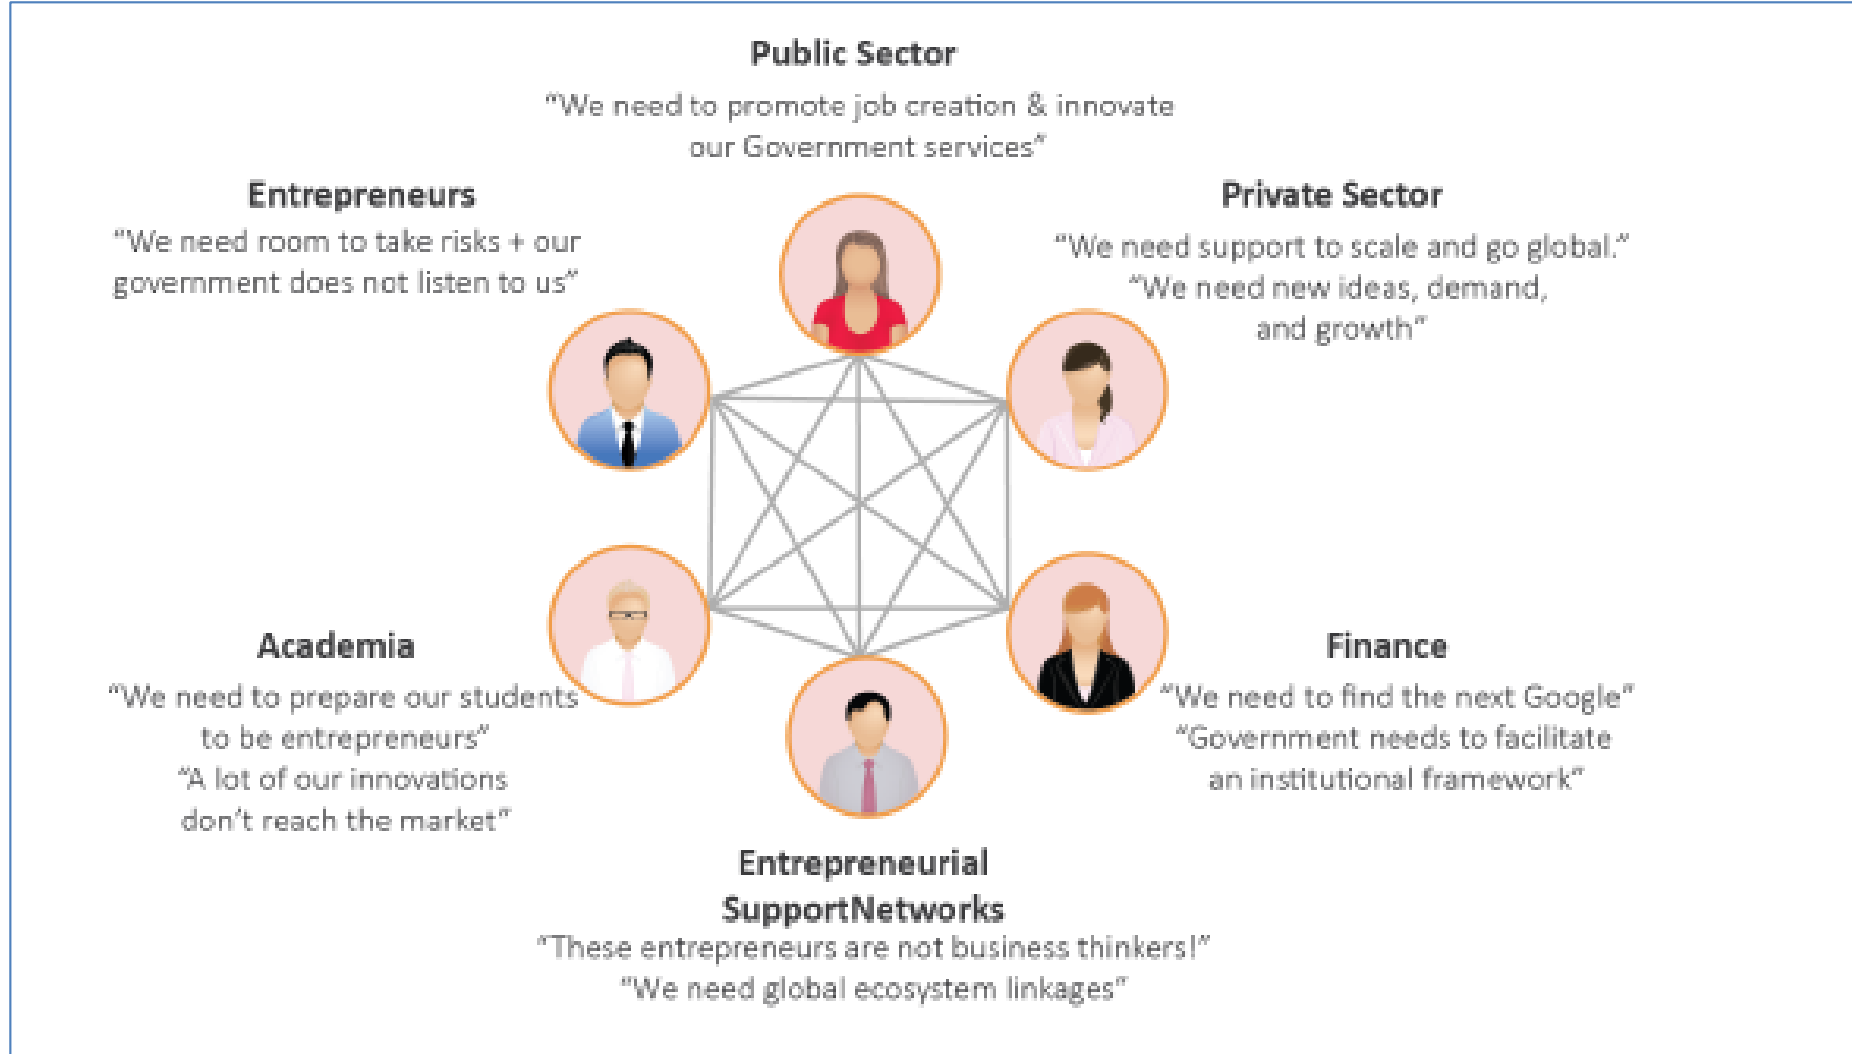 Public Sector
“We need to promote job creation & innovate
our Government services”
Entrepreneurs
“We need room to take risks + our
government does not listen to us”
Private Sector
“We need support to scale and go global.”
“We need new ideas, demand,
and growth”
Academia
“We need to prepare our students
to be entrepreneurs”
“A lot of our innovations
don’t reach the market”
Finance
“We need to find the next Google”
“Government needs to facilitate
an institutional framework”
Entrepreneurial
SupportNetworks
“These entrepreneurs are not business thinkers!”
“We need global ecosystem linkages”